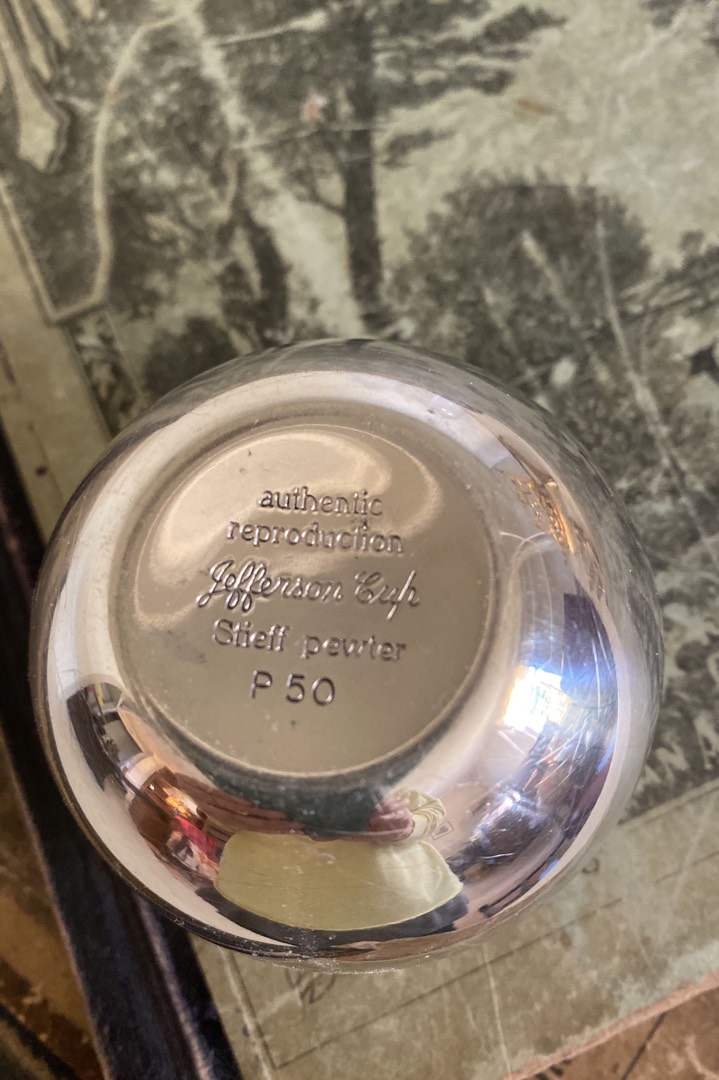 authentic
reproduction
Jefferson Cup
Stieff pewter
P 50